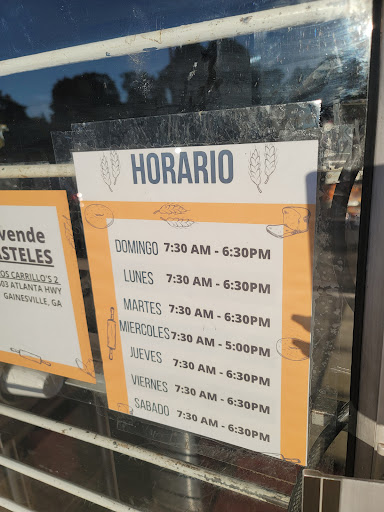 HORARIO
DOMINGO 7:30 AM - 6:30PM
LUNES 7:30 AM - 6:30PM
MARTES 7:30 AM - 6:30PM
MIERCOLES 7:30 AM - 5:00PM
JUEVES 7:30 AM - 6:30PM
VIERNES 7:30 AM - 6:30PM
SABADO 7:30 AM - 6:30PM
vende
ASTELES
OS CARRILLO'S 2
03 ATLANTA HWY
GAINESVILLE, GA